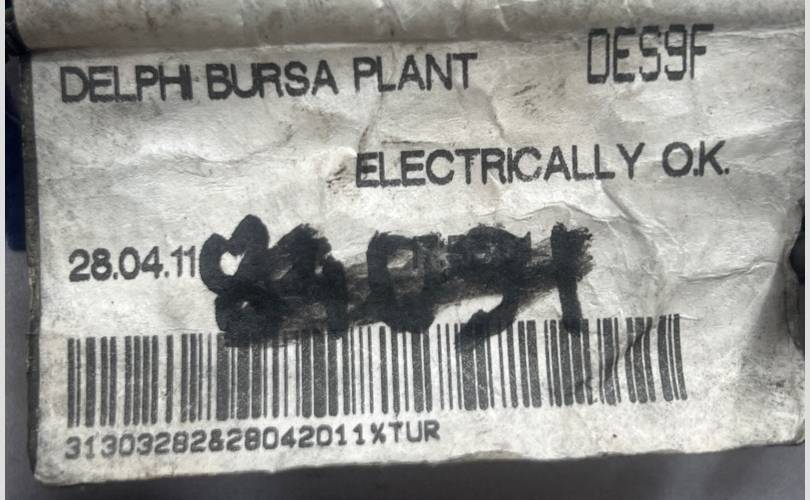 DELPHI BURSA PLANT DES9F
ELECTRICALLY O.K.
28.04.11
31303282&28042011%TUR